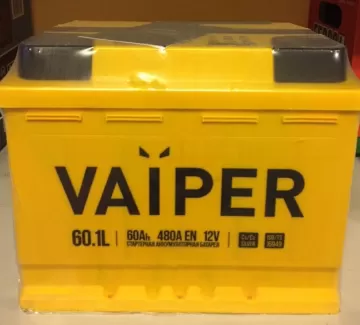 VAIPER
60.1L 60Ah 480A EN 12V
СТАРТЕРНАЯ АККУМУЛЯТОРНАЯ БАТАРЕЯ